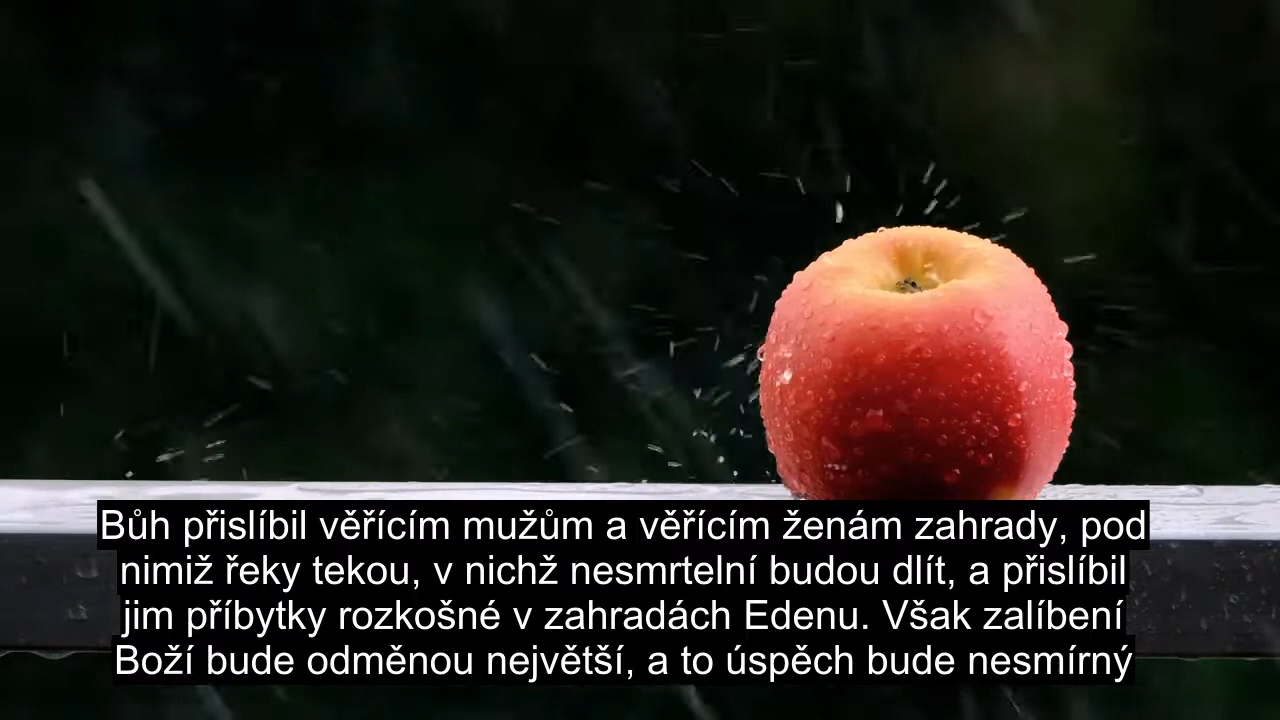 Bůh přislíbil věřícím mužům a věřícím ženám zahrady, pod
nimiž řeky tekou, v nichž nesmrtelní budou dlít, a přislíbil
jim příbytky rozkošné v zahradách Edenu. Však zalíbení
Boží bude odměnou největší, a to úspěch bude nesmírný